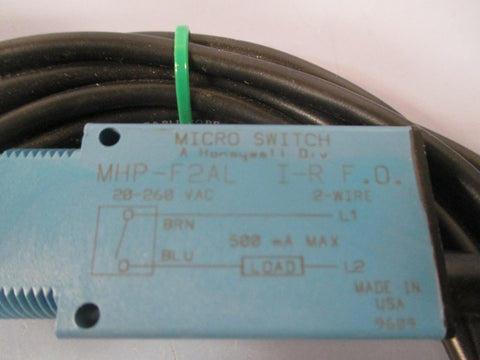 MICRO SWITCH
A Honeywell Div
MHP-F2AL I-R F.O.
20-260 VAC 2-WIRE
L1
BRN
500 mA MAX
BLU
LOAD L2
MADE IN
USA
9609